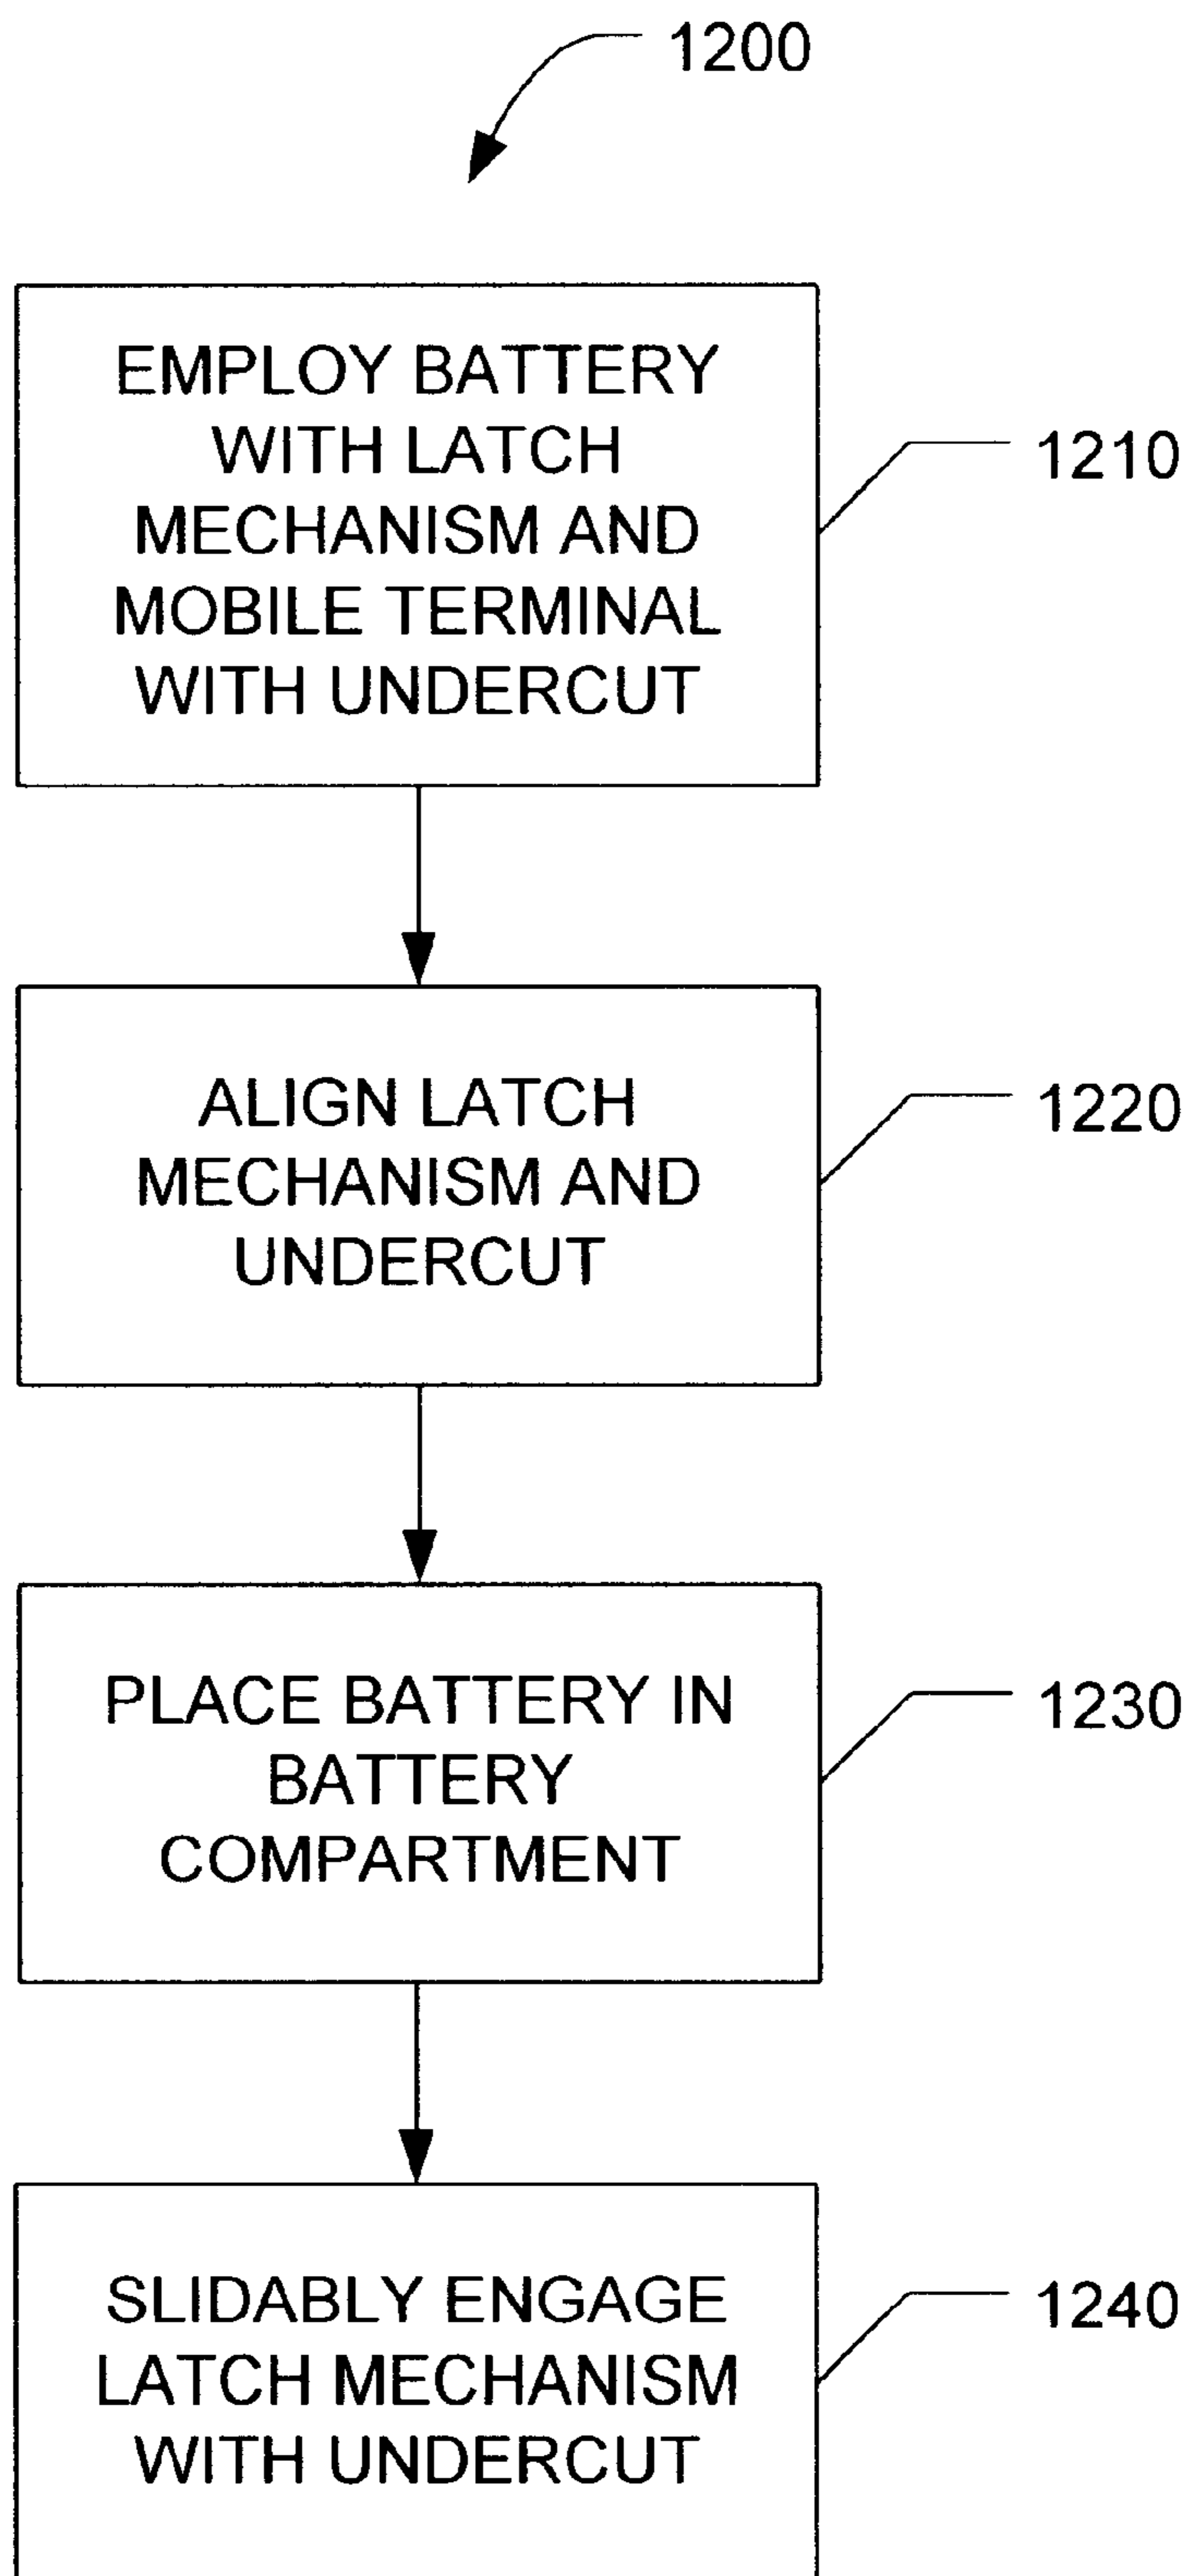 1200
EMPLOY BATTERY
WITH LATCH
MECHANISM AND
MOBILE TERMINAL
WITH UNDERCUT
1210
ALIGN LATCH
MECHANISM AND
UNDERCUT
1220
PLACE BATTERY IN
BATTERY
COMPARTMENT
1230
SLIDABLY ENGAGE
LATCH MECHANISM
WITH UNDERCUT
1240